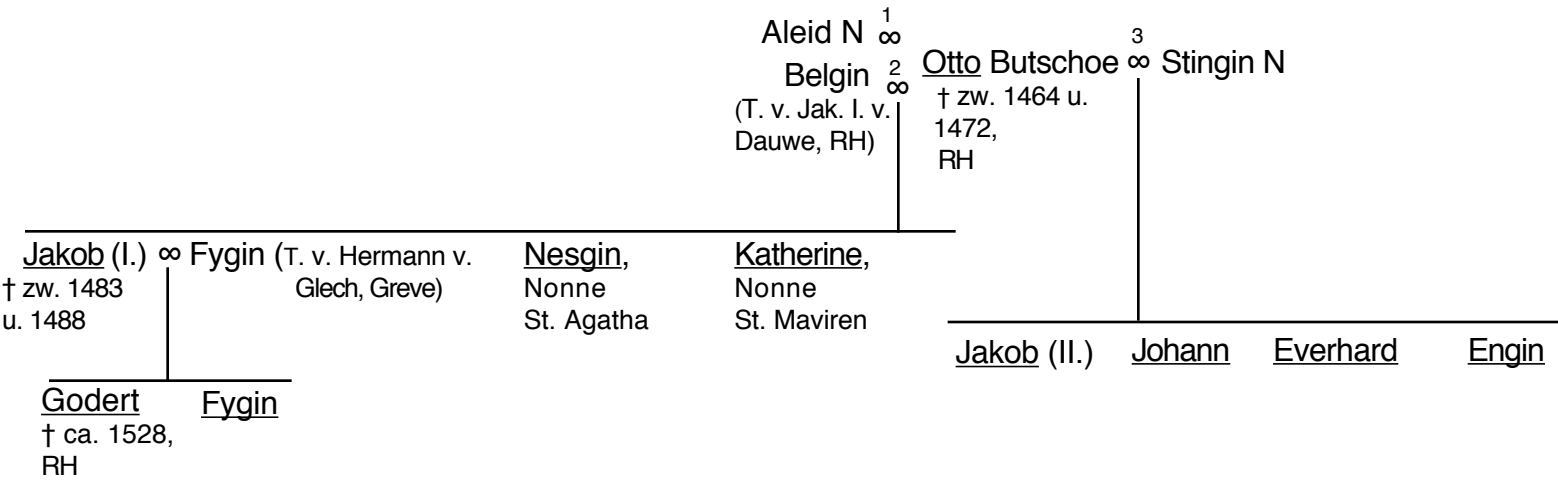 1
Aleid N ∞
3
Otto Butschoe ∞ Stingin N
2
Belgin ∞
(T. v. Jak. I. v.
Dauwe, RH)
† zw. 1464 u.
1472,
RH
Jakob (I.) ∞ Fygin (T. v. Hermann v.
Glech, Greve)
† zw. 1483
u. 1488
Nesgin,
Nonne
St. Agatha
Katherine,
Nonne
St. Maviren
Jakob (II.) Johann Everhard Engin
Godert Fygin
† ca. 1528,
RH